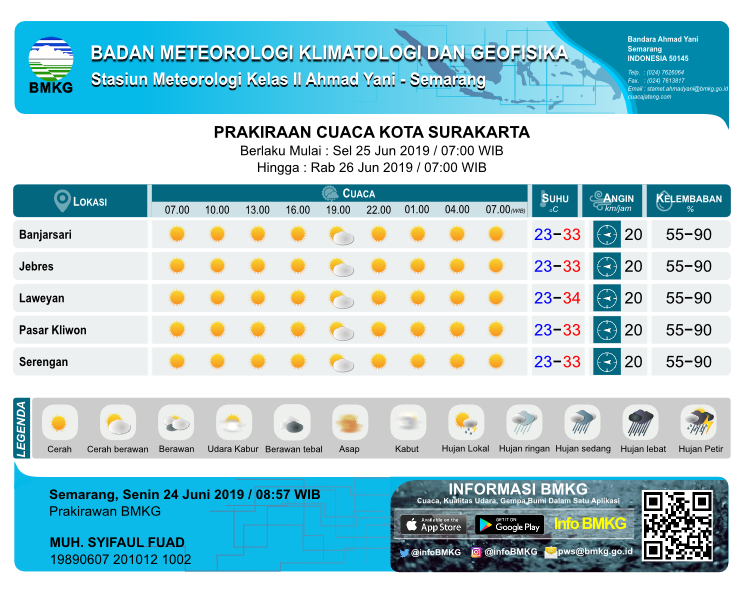 BMKG
BADAN METEOROLOGI KLIMATOLOGI DAN GEOFISIKA
Stasiun Meteorologi Kelas II Ahmad Yani - Semarang
Bandara Ahmad Yani
Semarang
INDONESIA 50145
Telp. : (024) 7626064
Fax. : (024) 7613817
Email : stamet.ahmadyani@bmkg.go.id
cuacajateng.com
PRAKIRAAN CUACA KOTA SURAKARTA
Berlaku Mulai : Sel 25 Jun 2019 / 07:00 WIB
Hingga : Rab 26 Jun 2019 / 07:00 WIB
LOKASI CUACA SUHU °C ANGIN km/jam KELEMBABAN %
07.00 10.00 13.00 16.00 19.00 22.00 01.00 04.00 07.00(WIB)
Banjarsari 23-33 20 55-90
Jebres 23-33 20 55-90
Laweyan 23-34 20 55-90
Pasar Kliwon 23-33 20 55-90
Serengan 23-33 20 55-90
LEGENDA
Cerah Cerah berawan Berawan Udara Kabur Berawan tebal Asap Kabut Hujan Lokal Hujan ringan Hujan sedang Hujan lebat Hujan Petir
Semarang, Senin 24 Juni 2019 / 08:57 WIB
Prakirawan BMKG
MUH. SYIFAUL FUAD
19890607 201012 1002
INFORMASI BMKG
Cuaca, Kualitas Udara, Gempa Bumi Dalam Satu Aplikasi
Available on the App Store GET IT ON Google Play Info BMKG
@infoBMKG @infoBMKG pws@bmkg.go.id